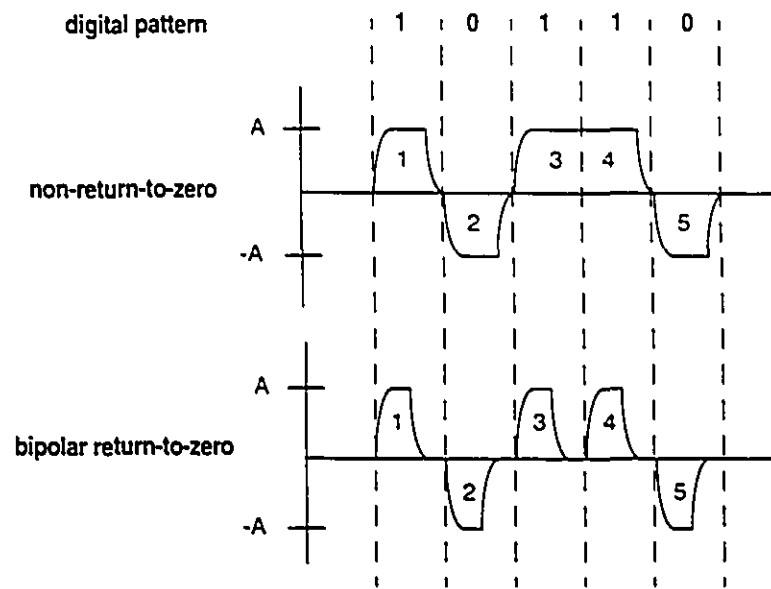 digital pattern 1 0 1 1 0
A
non-return-to-zero
1 3 4
2 5
-A
A
bipolar return-to-zero
1 3 4
2 5
-A